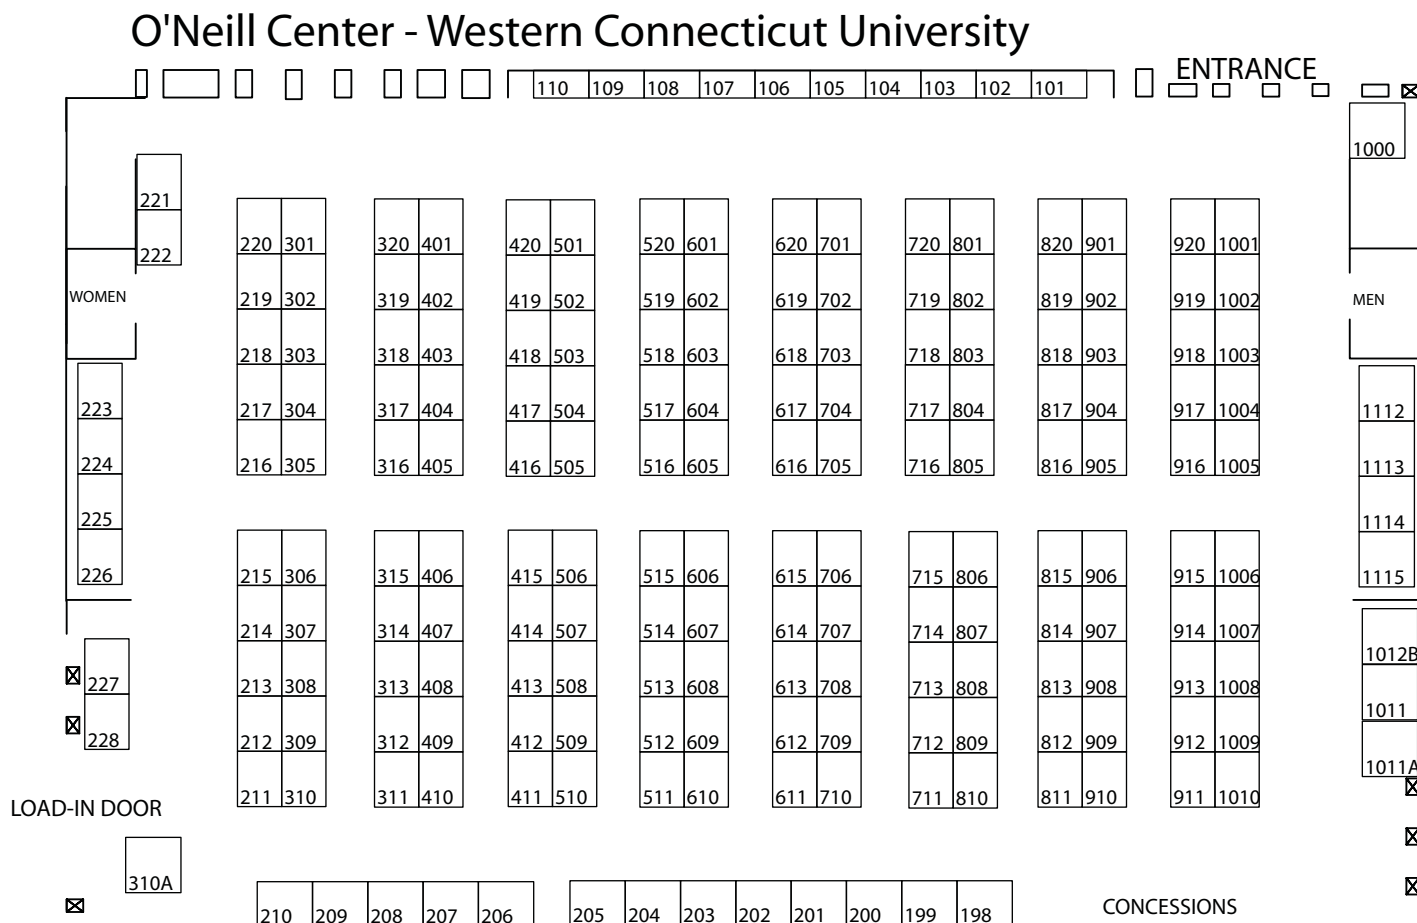 O'Neill Center - Western Connecticut University
ENTRANCE
110 109 108 107 106 105 104 103 102 101
1000
221
222
220 301 320 401 420 501 520 601 620 701 720 801 820 901 920 1001
WOMEN
219 302 319 402 419 502 519 602 619 702 719 802 819 902 919 1002
MEN
218 303 318 403 418 503 518 603 618 703 718 803 818 903 918 1003
223 217 304 317 404 417 504 517 604 617 704 717 804 817 904 917 1004 1112
224 216 305 316 405 416 505 516 605 616 705 716 805 816 905 916 1005 1113
225 1114
226 215 306 315 406 415 506 515 606 615 706 715 806 815 906 915 1006 1115
214 307 314 407 414 507 514 607 614 707 714 807 814 907 914 1007
1012B
227 213 308 313 408 413 508 513 608 613 708 713 808 813 908 913 1008
1011
228 212 309 312 409 412 509 512 609 612 709 712 809 812 909 912 1009
1011A
211 310 311 410 411 510 511 610 611 710 711 810 811 910 911 1010
LOAD-IN DOOR
310A
210 209 208 207 206 205 204 203 202 201 200 199 198
CONCESSIONS